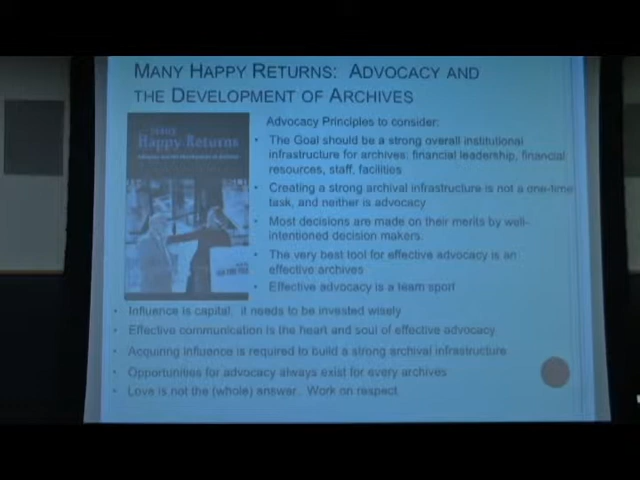 MANY HAPPY RETURNS: ADVOCACY AND
THE DEVELOPMENT OF ARCHIVES
Many
Happy Returns
Advocacy Principles to consider:
• The Goal should be a strong overall institutional
infrastructure for archives: financial leadership, financial
resources, staff, facilities
• Creating a strong archival infrastructure is not a one-time
task, and neither is advocacy
• Most decisions are made on their merits by well-
intentioned decision makers.
• The very best tool for effective advocacy is an
effective archives
• Effective advocacy is a team sport
• Influence is capital: it needs to be invested wisely
• Effective communication is the heart and soul of effective advocacy
• Acquiring influence is required to build a strong archival infrastructure
• Opportunities for advocacy always exist for every archives
• Love is not the (whole) answer. Work on respect